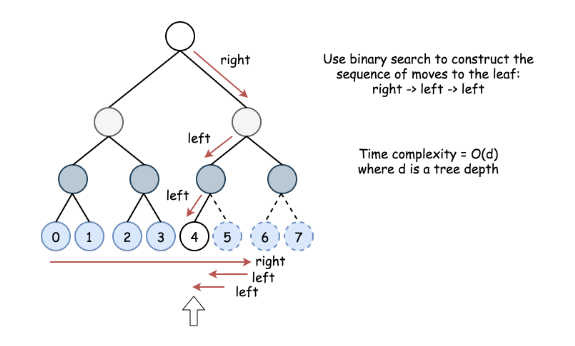 right
Use binary search to construct the
sequence of moves to the leaf:
right -> left -> left
left
Time complexity = O(d)
where d is a tree depth
left
0 1 2 3 4 5 6 7
right
left
left